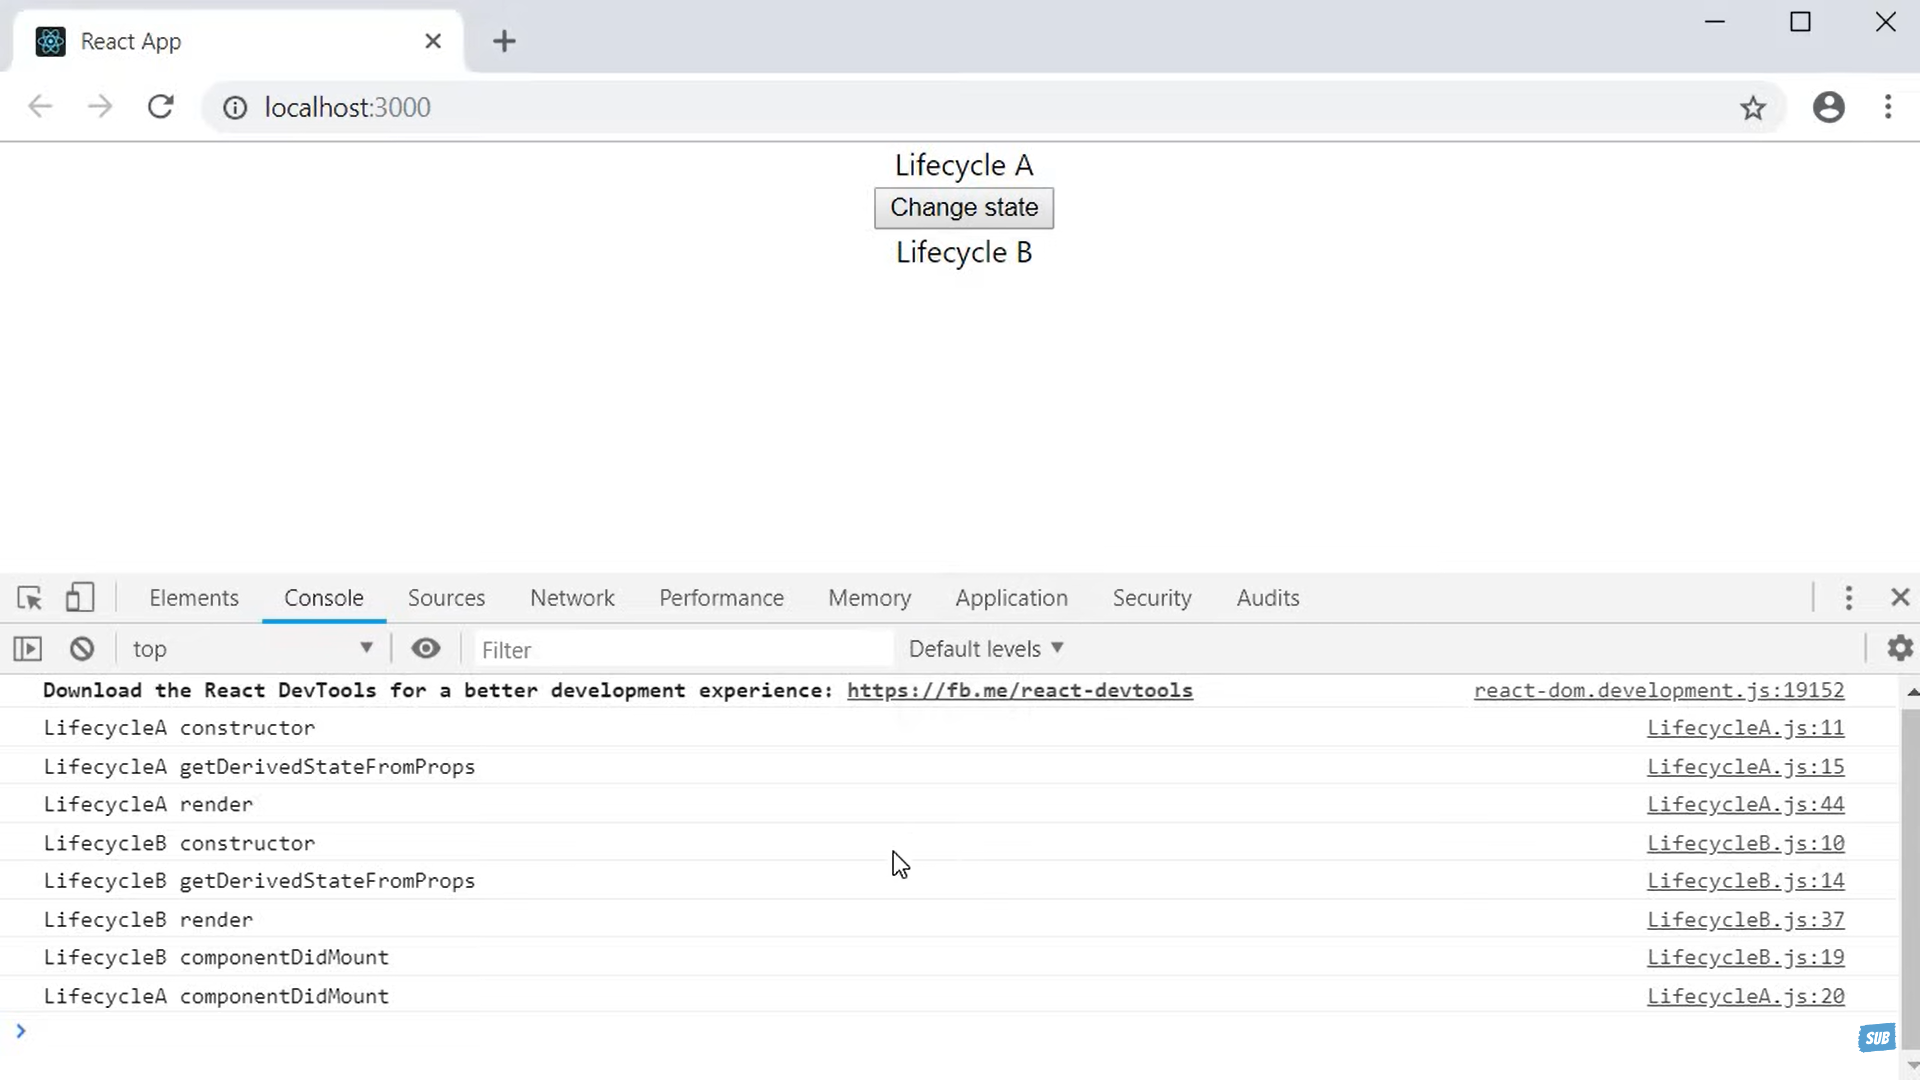 React App
localhost:3000
Lifecycle A
Change state
Lifecycle B
Elements Console Sources Network Performance Memory Application Security Audits
top Filter Default levels
Download the React DevTools for a better development experience: https://fb.me/react-devtools react-dom.development.js:19152
LifecycleA constructor LifecycleA.js:11
LifecycleA getDerivedStateFromProps LifecycleA.js:15
LifecycleA render LifecycleA.js:44
LifecycleB constructor LifecycleB.js:10
LifecycleB getDerivedStateFromProps LifecycleB.js:14
LifecycleB render LifecycleB.js:37
LifecycleB componentDidMount LifecycleB.js:19
LifecycleA componentDidMount LifecycleA.js:20
SUB